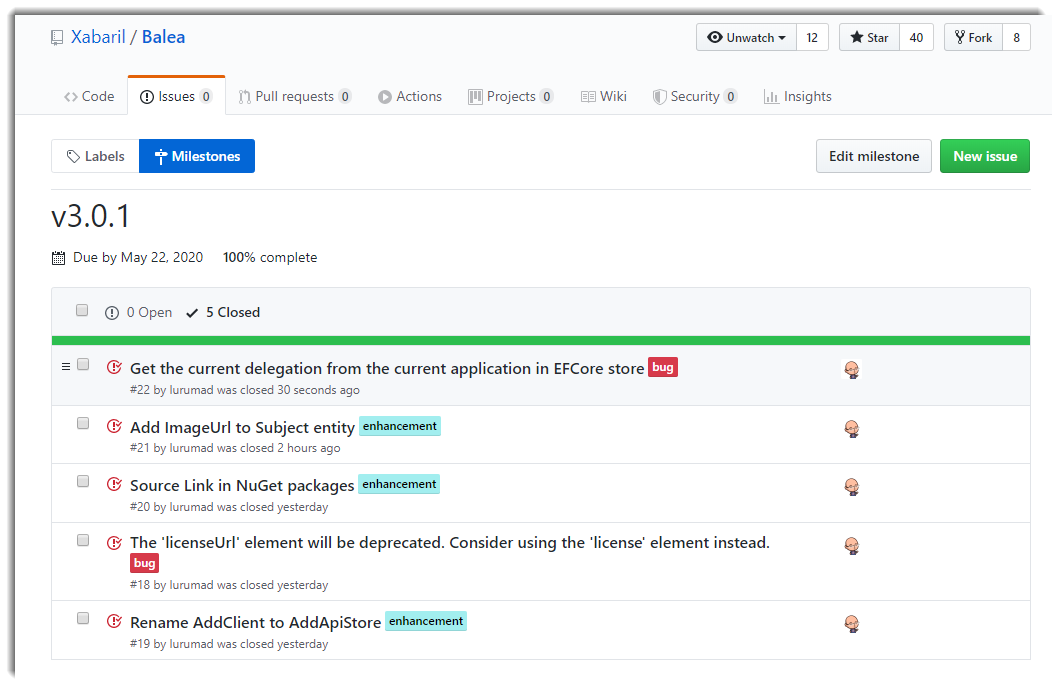 Xabaril / Balea
Unwatch 12 Star 40 Fork 8
Code Issues 0 Pull requests 0 Actions Projects 0 Wiki Security 0 Insights
Labels Milestones Edit milestone New issue
v3.0.1
Due by May 22, 2020 100% complete
0 Open 5 Closed
Get the current delegation from the current application in EFCore store bug
#22 by lurumad was closed 30 seconds ago
Add ImageUrl to Subject entity enhancement
#21 by lurumad was closed 2 hours ago
Source Link in NuGet packages enhancement
#20 by lurumad was closed yesterday
The 'licenseUrl' element will be deprecated. Consider using the 'license' element instead.
bug
#18 by lurumad was closed yesterday
Rename AddClient to AddApiStore enhancement
#19 by lurumad was closed yesterday